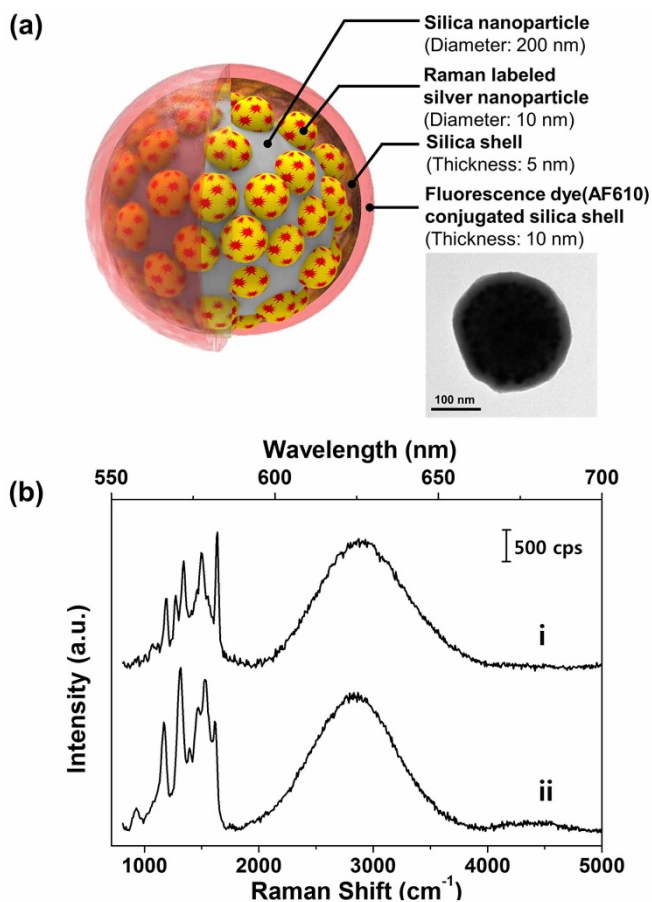 (a)
Silica nanoparticle
(Diameter: 200 nm)
Raman labeled
silver nanoparticle
(Diameter: 10 nm)
Silica shell
(Thickness: 5 nm)
Fluorescence dye(AF610)
conjugated silica shell
(Thickness: 10 nm)
100 nm
Wavelength (nm)
550 600 650 700
(b)
500 cps
i
ii
Intensity (a.u.)
1000 2000 3000 4000 5000
Raman Shift (cm⁻¹)